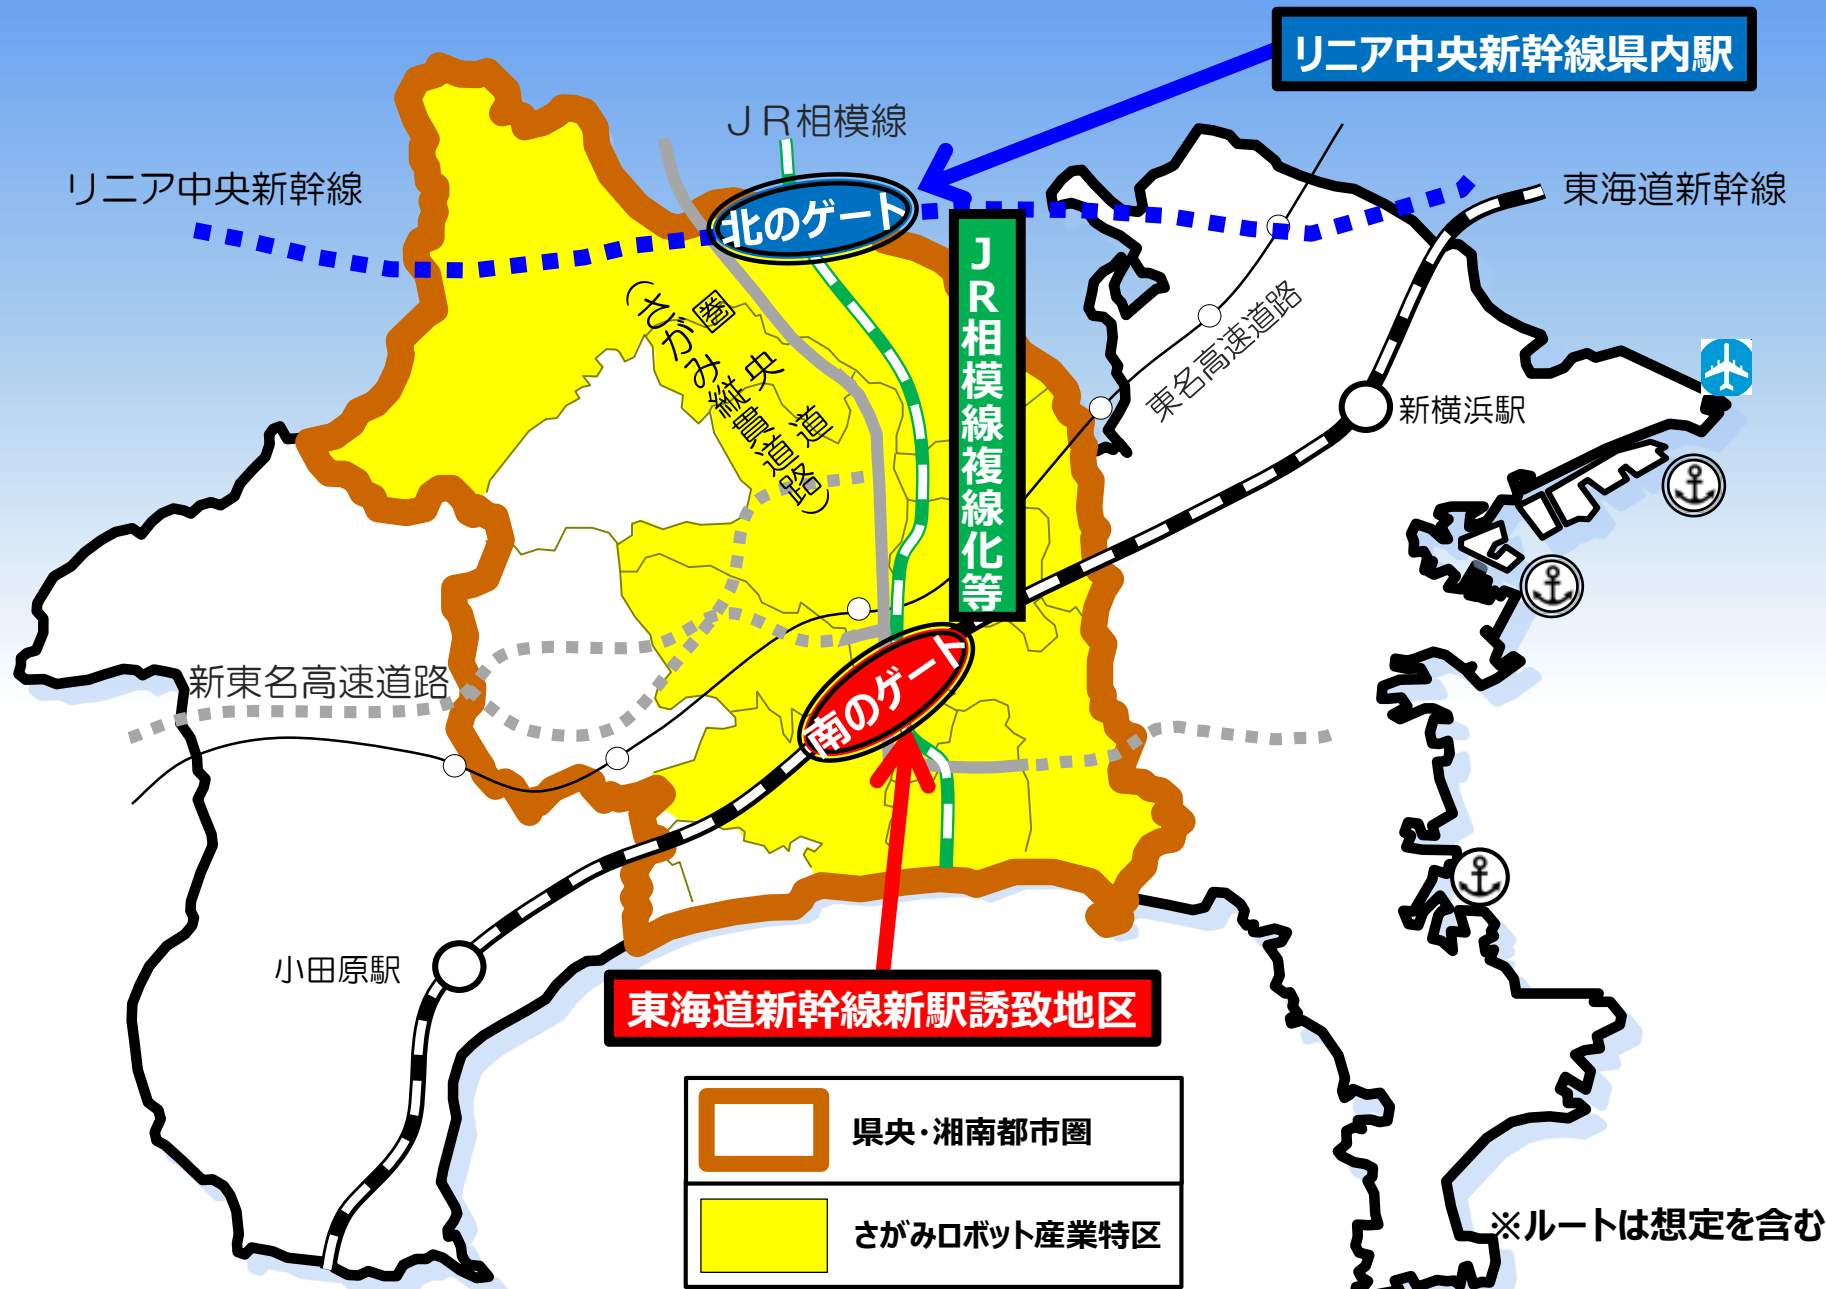 リニア中央新幹線県内駅
JR相模線
リニア中央新幹線
東海道新幹線
北のゲート
JR相模線複線化等
圏央道
(さがみ縦貫道路)
東名高速道路
新横浜駅
新東名高速道路
南のゲート
小田原駅
東海道新幹線新駅誘致地区
県央・湘南都市圏
さがみロボット産業特区
※ルートは想定を含む